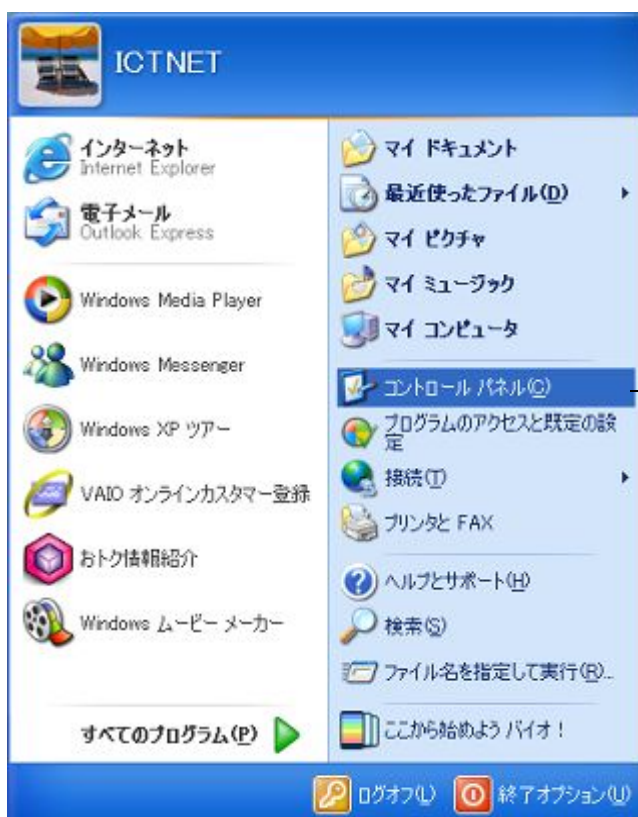 ICTNET
インターネット
Internet Explorer
電子メール
Outlook Express
Windows Media Player
Windows Messenger
Windows XP ツアー
VAIO オンラインカスタマー登録
おトク情報紹介
Windows ムービー メーカー
すべてのプログラム(P)
マイ ドキュメント
最近使ったファイル(D)
マイ ピクチャ
マイ ミュージック
マイ コンピュータ
コントロール パネル(C)
プログラムのアクセスと既定の設
定
接続(T)
プリンタと FAX
ヘルプとサポート(H)
検索(S)
ファイル名を指定して実行(R)...
ここから始めよう バイオ！
ログオフ(L)
終了オプション(U)